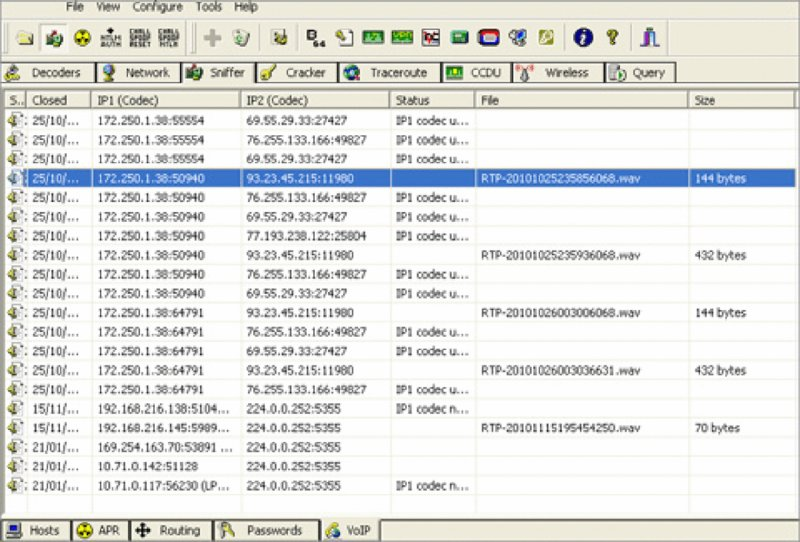 File View Configure Tools Help
Decoders Network Sniffer Cracker Traceroute CCDU Wireless Query
S... Closed IP1 (Codec) IP2 (Codec) Status File Size
25/10/... 172.250.1.38:55554 69.55.29.33:27427 IP1 codec u...
25/10/... 172.250.1.38:55554 76.255.133.166:49827 IP1 codec u...
25/10/... 172.250.1.38:55554 69.55.29.33:27427 IP1 codec u...
25/10/... 172.250.1.38:50940 93.23.45.215:11980 RTP-20101025235856068.wav 144 bytes
25/10/... 172.250.1.38:50940 76.255.133.166:49827 IP1 codec u...
25/10/... 172.250.1.38:50940 69.55.29.33:27427 IP1 codec u...
25/10/... 172.250.1.38:50940 77.193.238.122:25804 IP1 codec u...
25/10/... 172.250.1.38:50940 93.23.45.215:11980 RTP-20101025235936068.wav 432 bytes
25/10/... 172.250.1.38:50940 76.255.133.166:49827 IP1 codec u...
25/10/... 172.250.1.38:50940 69.55.29.33:27427 IP1 codec u...
25/10/... 172.250.1.38:64791 93.23.45.215:11980 RTP-20101026003006068.wav 144 bytes
25/10/... 172.250.1.38:64791 76.255.133.166:49827 IP1 codec u...
25/10/... 172.250.1.38:64791 69.55.29.33:27427 IP1 codec u...
25/10/... 172.250.1.38:64791 93.23.45.215:11980 RTP-20101026003036631.wav 432 bytes
25/10/... 172.250.1.38:64791 76.255.133.166:49827 IP1 codec u...
15/11/... 192.168.216.138:5104... 224.0.0.252:5355 IP1 codec n...
15/11/... 192.168.216.145:5989... 224.0.0.252:5355 RTP-20101115195454250.wav 70 bytes
21/01/... 169.254.163.70:53891 ... 224.0.0.252:5355
21/01/... 10.71.0.142:51128 224.0.0.252:5355
21/01/... 10.71.0.117:56230 (LP... 224.0.0.252:5355 IP1 codec n...
Hosts APR Routing Passwords VoIP